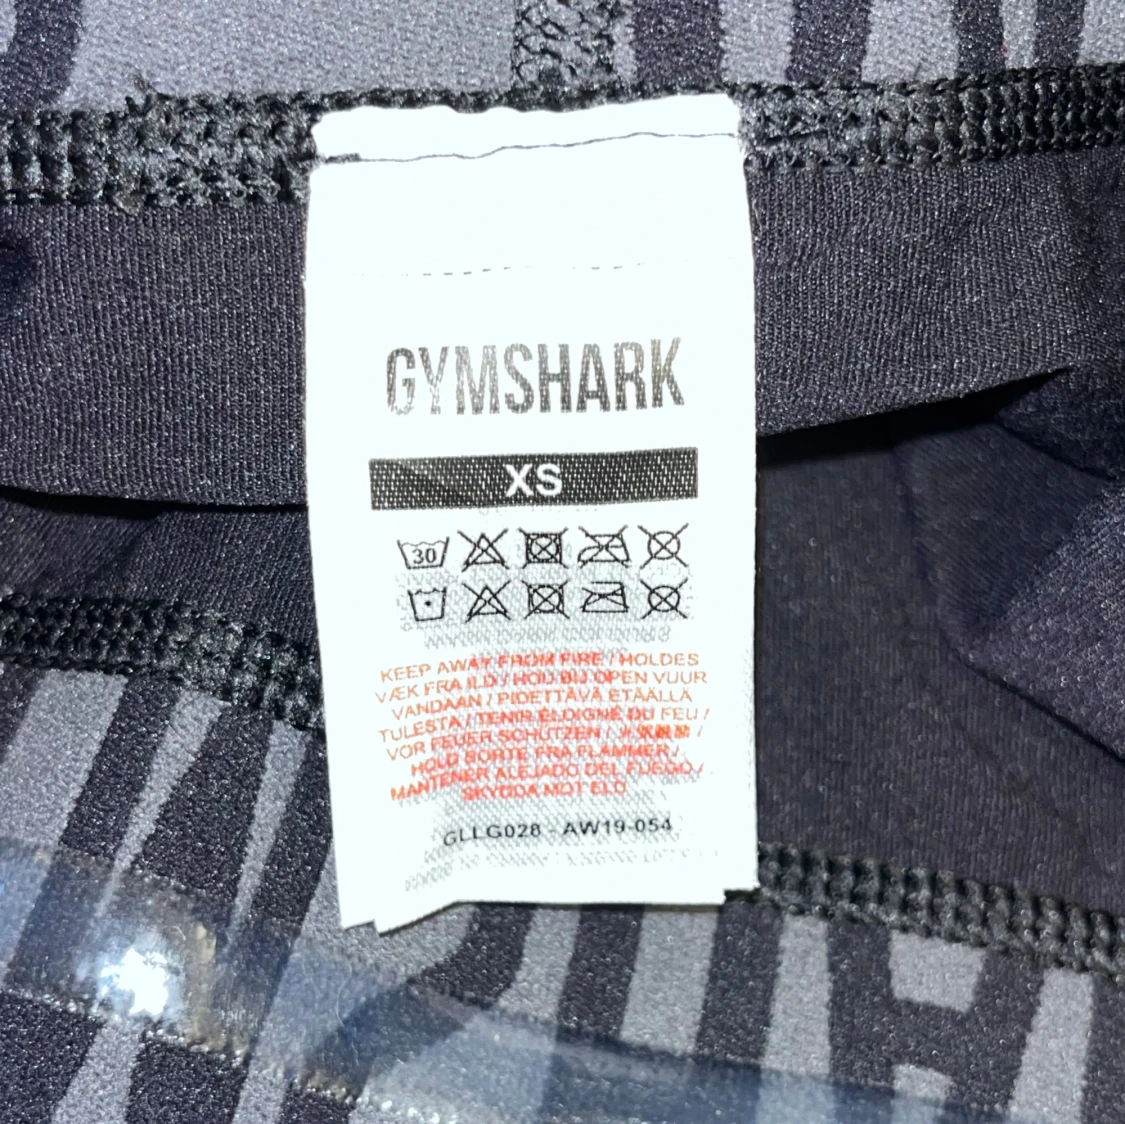 GYMSHARK
XS
30
KEEP AWAY FROM FIRE / HOLDES
VÆK FRA ILD / HOU BIJ OPEN VUUR
VANDAAN / PIDETTÄVÄ ETÄÄLLÄ
TULESTA / TENIR ÉLOIGNÉ DU FEU /
VOR FEUER SCHÜTZEN / /
HOLD BORTE FRA FLAMMER /
MANTENER ALEJADO DEL FUEGO /
SKYDDA MOT ELD
GLLG028 - AW19-054